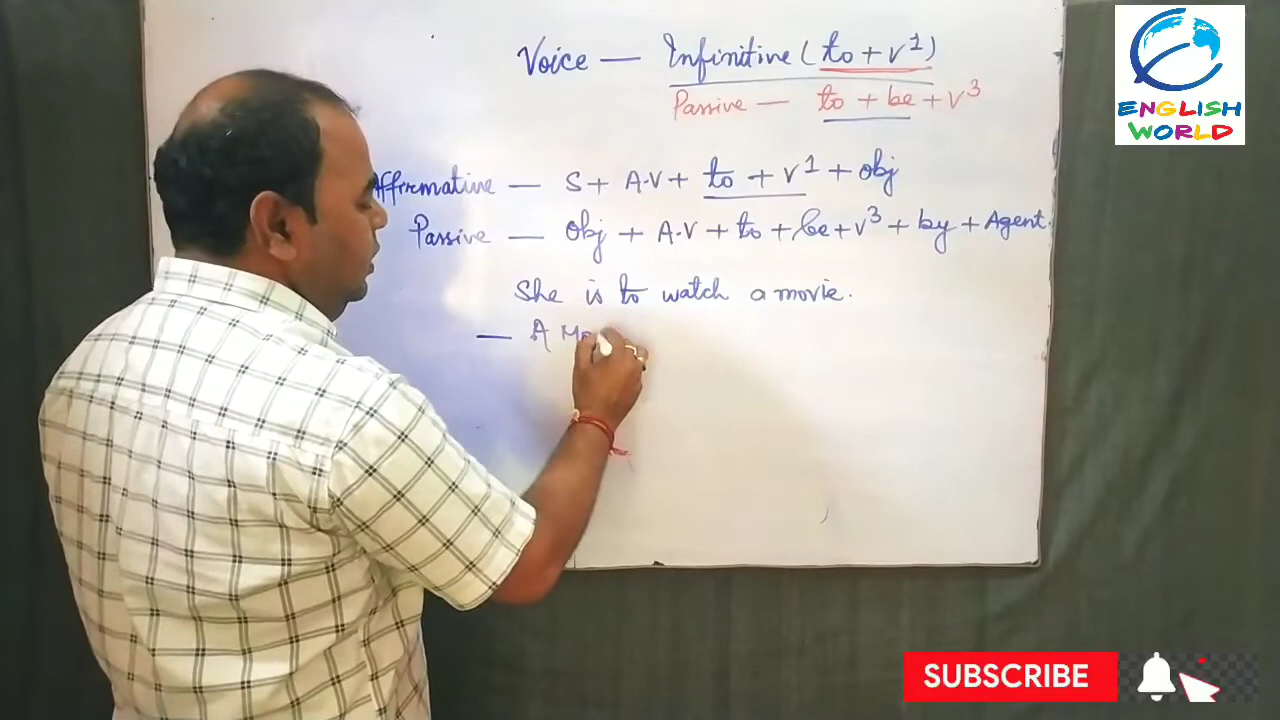 Voice — Infinitive (to + v¹)
Passive — to + be + v³
Affirmative — S + A.V + to + v¹ + obj
Passive — Obj + A.V + to + be + v³ + by + Agent.
She is to watch a movie.
— A Mo
ENGLISH
WORLD
SUBSCRIBE